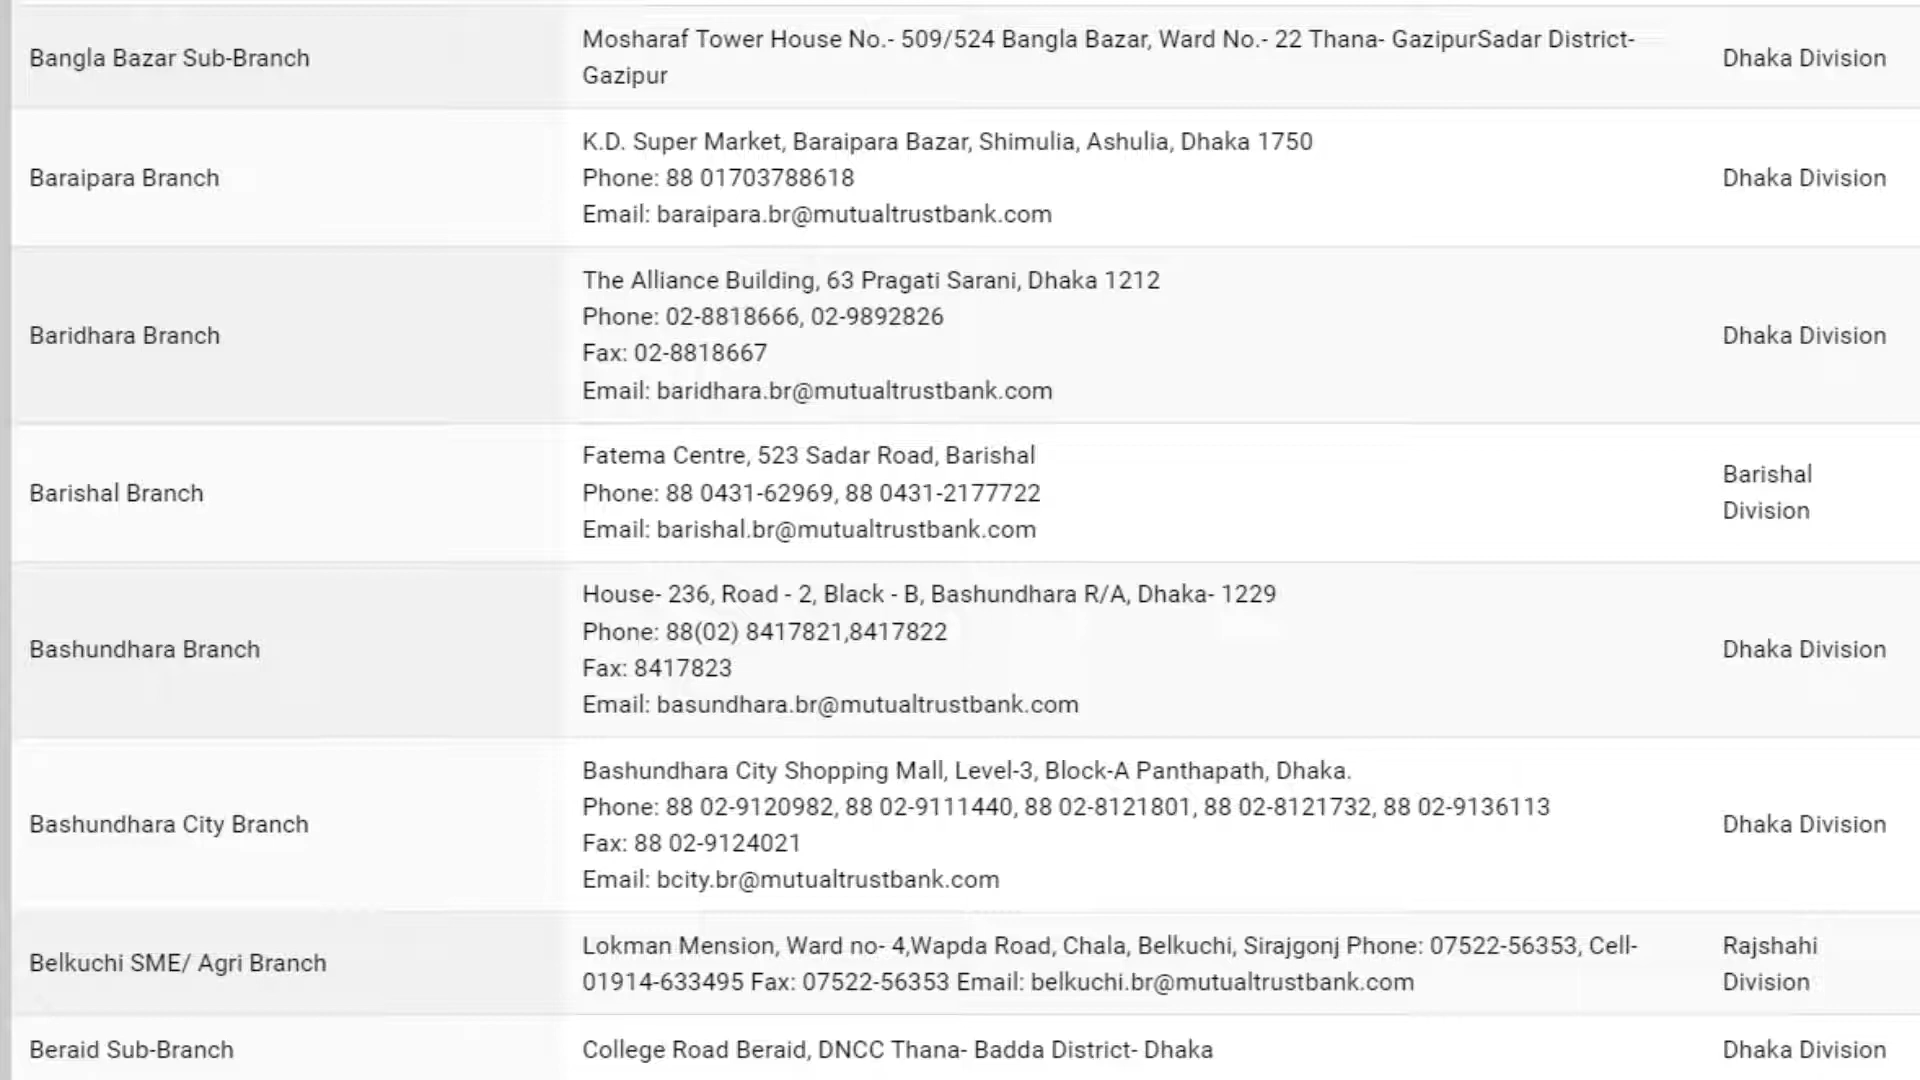 Bangla Bazar Sub-Branch
Mosharaf Tower House No.- 509/524 Bangla Bazar, Ward No.- 22 Thana- GazipurSadar District-
Gazipur
Dhaka Division
Baraipara Branch
K.D. Super Market, Baraipara Bazar, Shimulia, Ashulia, Dhaka 1750
Phone: 88 01703788618
Email: baraipara.br@mutualtrustbank.com
Dhaka Division
Baridhara Branch
The Alliance Building, 63 Pragati Sarani, Dhaka 1212
Phone: 02-8818666, 02-9892826
Fax: 02-8818667
Email: baridhara.br@mutualtrustbank.com
Dhaka Division
Barishal Branch
Fatema Centre, 523 Sadar Road, Barishal
Phone: 88 0431-62969, 88 0431-2177722
Email: barishal.br@mutualtrustbank.com
Barishal
Division
Bashundhara Branch
House- 236, Road - 2, Black - B, Bashundhara R/A, Dhaka- 1229
Phone: 88(02) 8417821,8417822
Fax: 8417823
Email: basundhara.br@mutualtrustbank.com
Dhaka Division
Bashundhara City Branch
Bashundhara City Shopping Mall, Level-3, Block-A Panthapath, Dhaka.
Phone: 88 02-9120982, 88 02-9111440, 88 02-8121801, 88 02-8121732, 88 02-9136113
Fax: 88 02-9124021
Email: bcity.br@mutualtrustbank.com
Dhaka Division
Belkuchi SME/ Agri Branch
Lokman Mension, Ward no- 4,Wapda Road, Chala, Belkuchi, Sirajgonj Phone: 07522-56353, Cell-
01914-633495 Fax: 07522-56353 Email: belkuchi.br@mutualtrustbank.com
Rajshahi
Division
Beraid Sub-Branch
College Road Beraid, DNCC Thana- Badda District- Dhaka
Dhaka Division